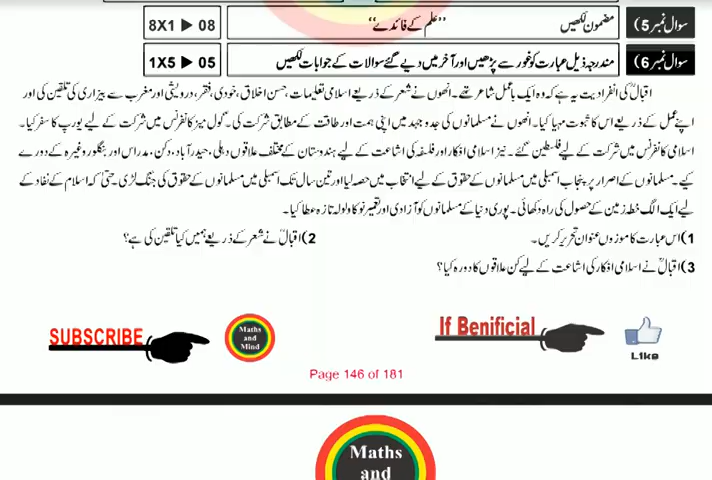 سوال نمبر 5) مضمون لکھیں "علم کے فائدے" 8X1 ▶ 08
سوال نمبر 6) مندرجہ ذیل عبارت کو غور سے پڑھیں اور آخر میں دیے گئے سوالات کے جوابات لکھیں 1X5 ▶ 05
اقبالؒ کی انفرادیت یہ ہے کہ وہ ایک باعمل شاعر تھے۔ انھوں نے شعر کے ذریعے اسلامی تعلیمات، حسن اخلاق، خودی، فقر، درویشی اور مغرب سے بیزاری کی تلقین کی اور
اپنے عمل کے ذریعے اس کا ثبوت مہیا کیا۔ انھوں نے مسلمانوں کی جدوجہد میں اپنی ہمت اور طاقت کے مطابق شرکت کی۔ گول میز کانفرنس میں شرکت کے لیے یورپ کا سفر کیا۔
اسلامی کانفرنس میں شرکت کے لیے فلسطین گئے۔ نیز اسلامی افکار اور فلسفہ کی اشاعت کے لیے ہندوستان کے مختلف علاقوں دہلی، حیدرآباد، دکن، مدراس اور بنگلور وغیرہ کے دورے
کیے۔ مسلمانوں کے اصرار پر پنجاب اسمبلی میں مسلمانوں کے حقوق کے لیے انتخاب میں حصہ لیا اور تین سال تک اسمبلی میں مسلمانوں کے حقوق کی جنگ لڑی۔ حتیٰ کہ اسلام کے نفاذ کے
لیے ایک الگ خطہ زمین کے حصول کی راہ دکھائی۔ پوری دنیا کے مسلمانوں کو آزادی اور تعمیر نو کا ولولہ تازہ عطا کیا۔
1) اس عبارت کا موزوں عنوان تحریر کریں۔ 2) اقبالؒ نے شعر کے ذریعے ہمیں کیا تلقین کی ہے؟
3) اقبالؒ نے اسلامی افکار کی اشاعت کے لیے کن علاقوں کا دورہ کیا؟
SUBSCRIBE
Maths
and
Mind
If Benificial
Like
Page 146 of 181
Maths
and